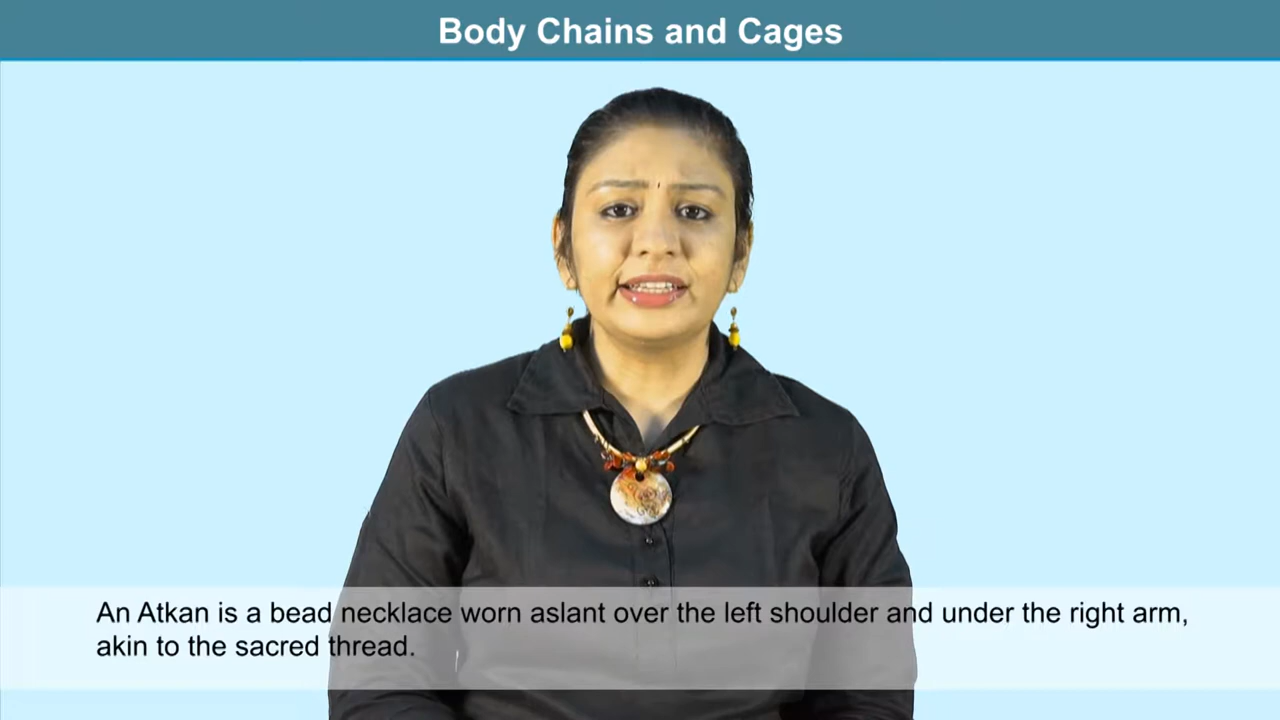 Body Chains and Cages
An Atkan is a bead necklace worn aslant over the left shoulder and under the right arm,
akin to the sacred thread.